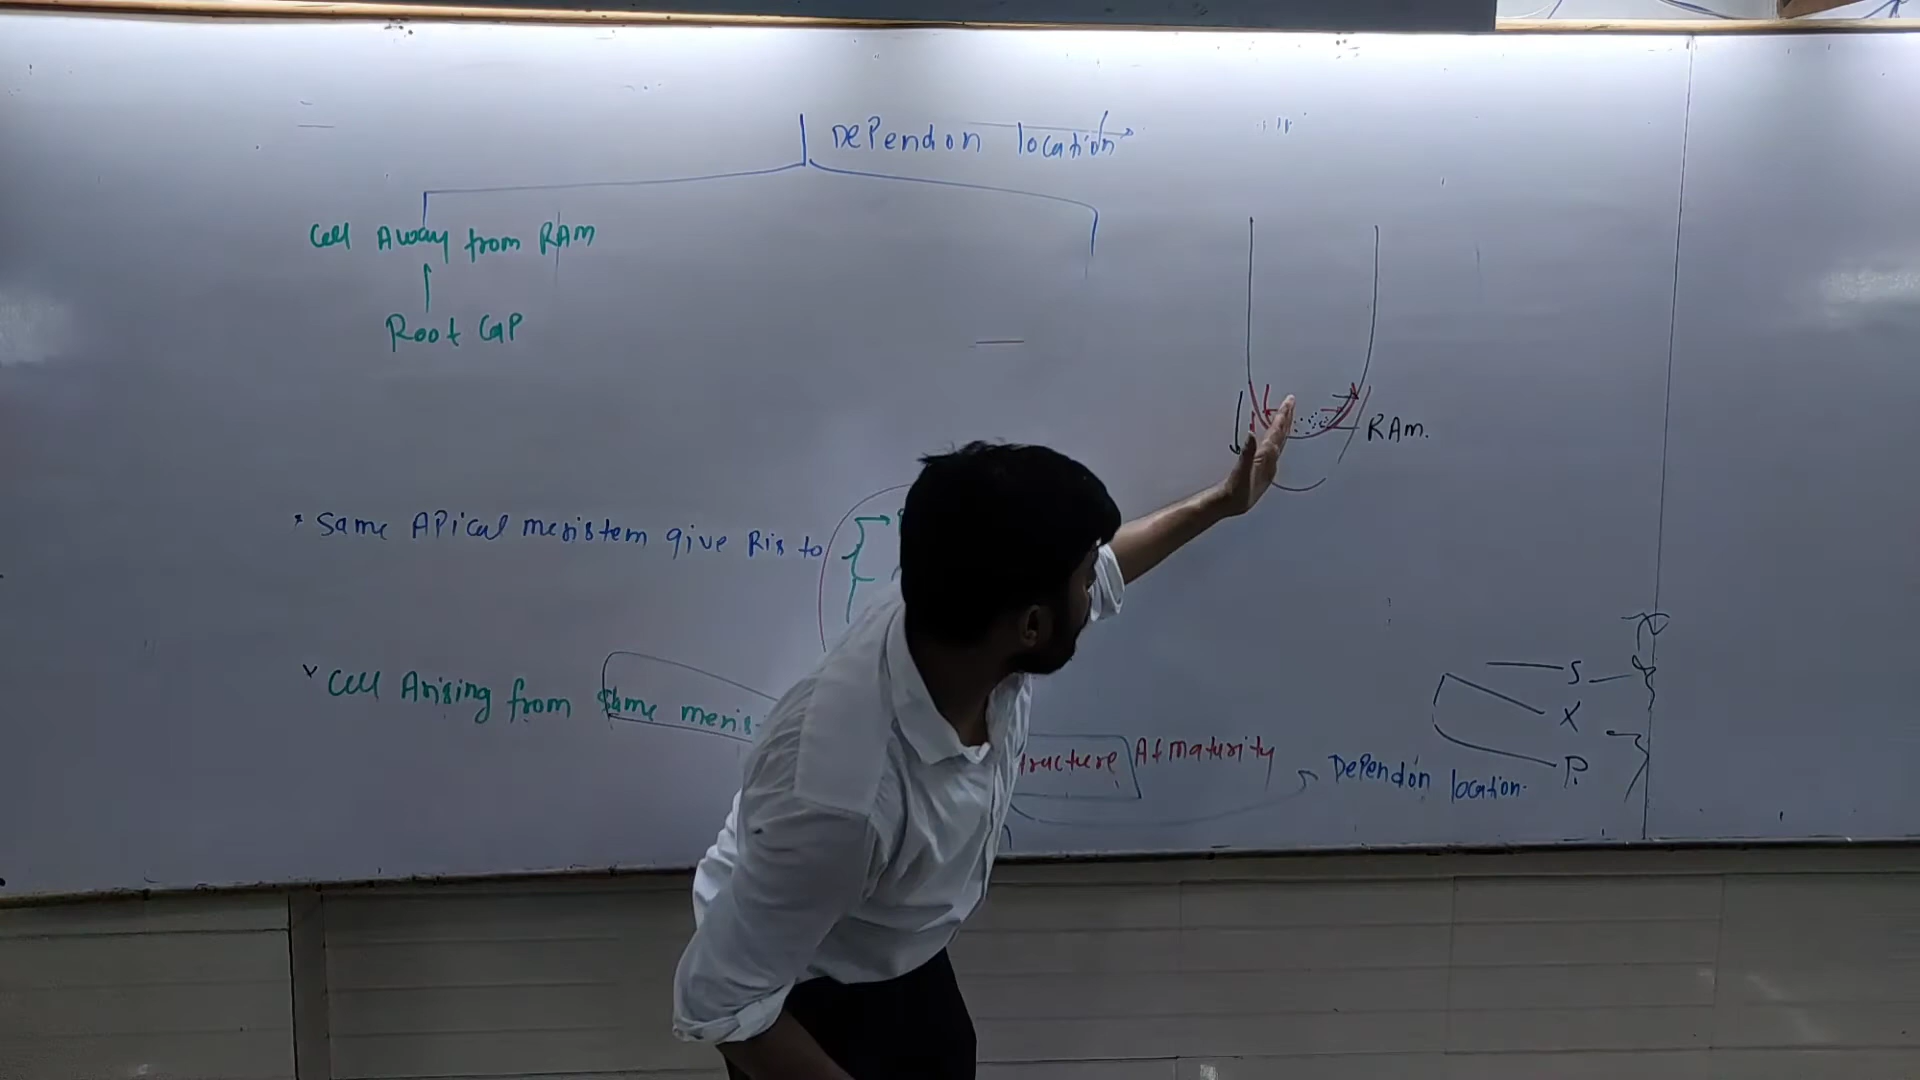 Depend on location
Cell Away from RAM
Root Cap
RAM.
* Same APical meristem give Ris to
Cell Arising from Same meris
tructure At maturity
Depend on location.
S
X
P.